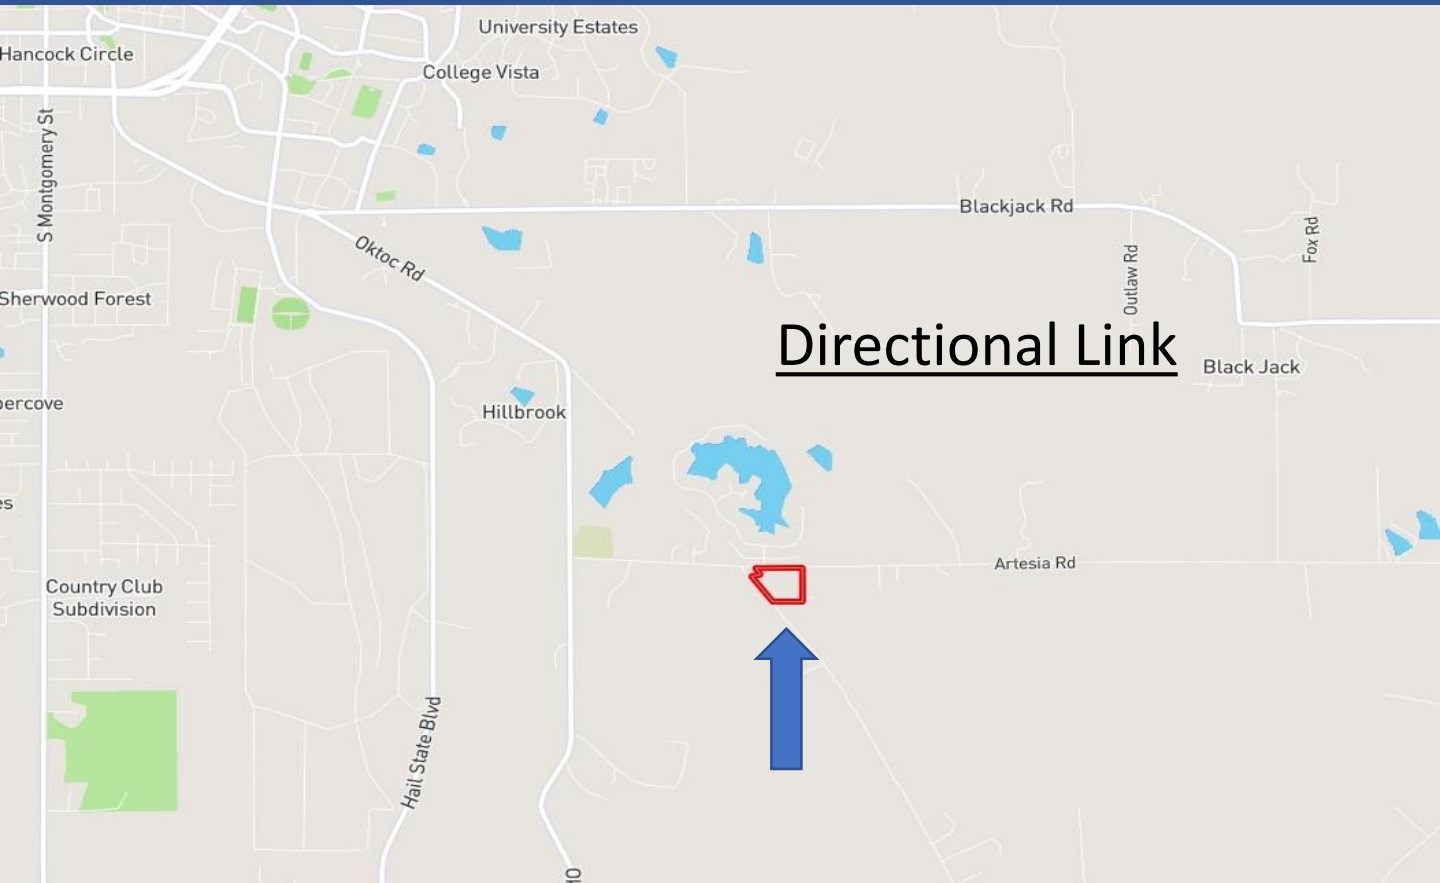 University Estates
Hancock Circle
College Vista
S Montgomery St
Blackjack Rd
Oktoc Rd
Outlaw Rd
Fox Rd
Sherwood Forest
Directional Link
Black Jack
Hillbrook
Artesia Rd
Country Club
Subdivision
Hail State Blvd